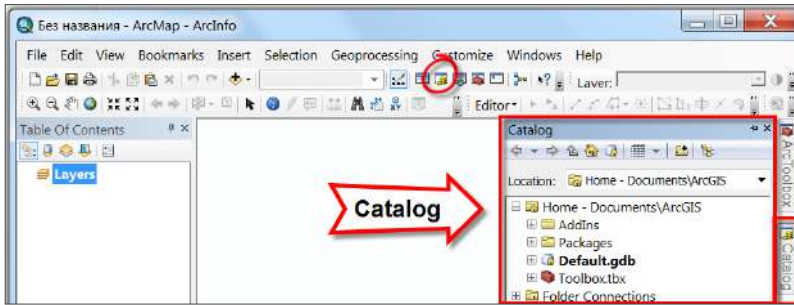 Без названия - ArcMap - ArcInfo
File Edit View Bookmarks Insert Selection Geoprocessing Customize Windows Help
Laver:
Editor
Table Of Contents
Layers
Catalog
Catalog
Location: Home - Documents\ArcGIS
Home - Documents\ArcGIS
AddIns
Packages
Default.gdb
Toolbox.tbx
Folder Connections
ArcToolbox
Catalog